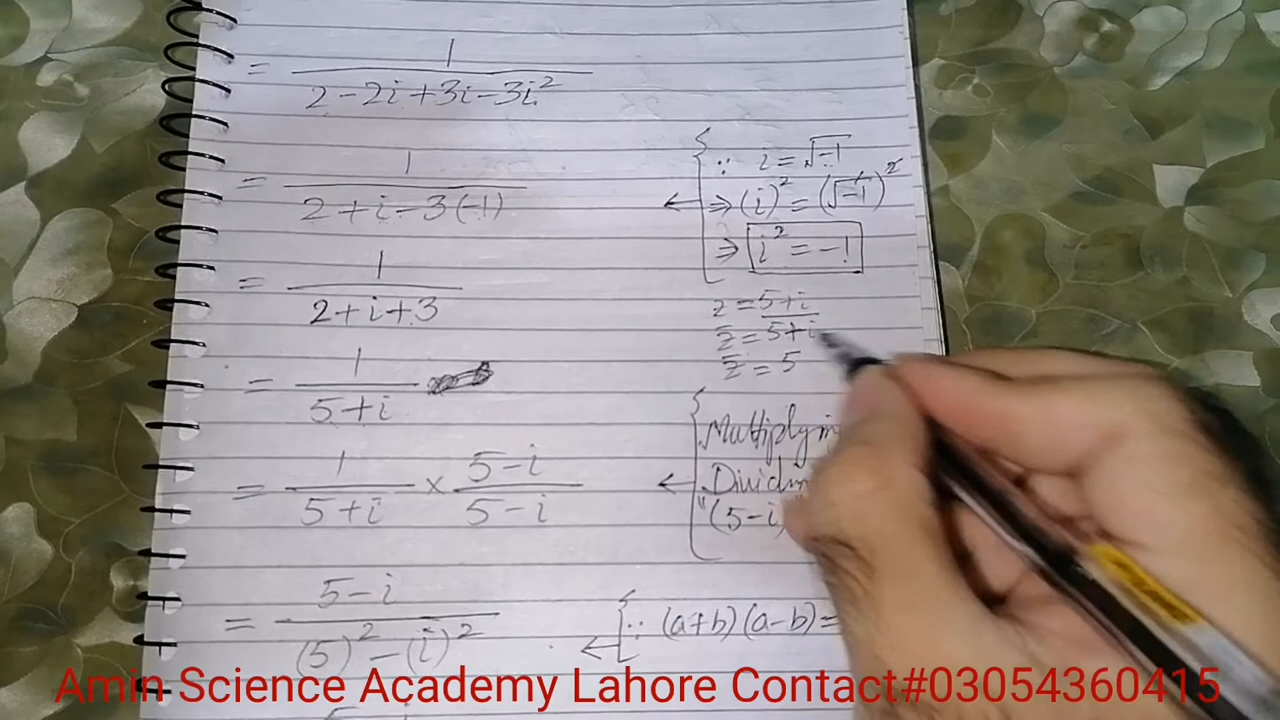 = 1 / 2-2i+3i-3i²
= 1 / 2+i-3(-1)
∵ i = √-1
⇒ (i)² = (√-1)²
⇒ i² = -1
= 1 / 2+i+3
z = 5+i
z̅ = 5+i
z̅ = 5
= 1 / 5+i
= 1 / 5+i × 5-i / 5-i
Multiplying
Dividin
"(5-i)
= 5-i / (5)² - (i)²
∵ (a+b)(a-b) =
Amin Science Academy Lahore Contact#03054360415